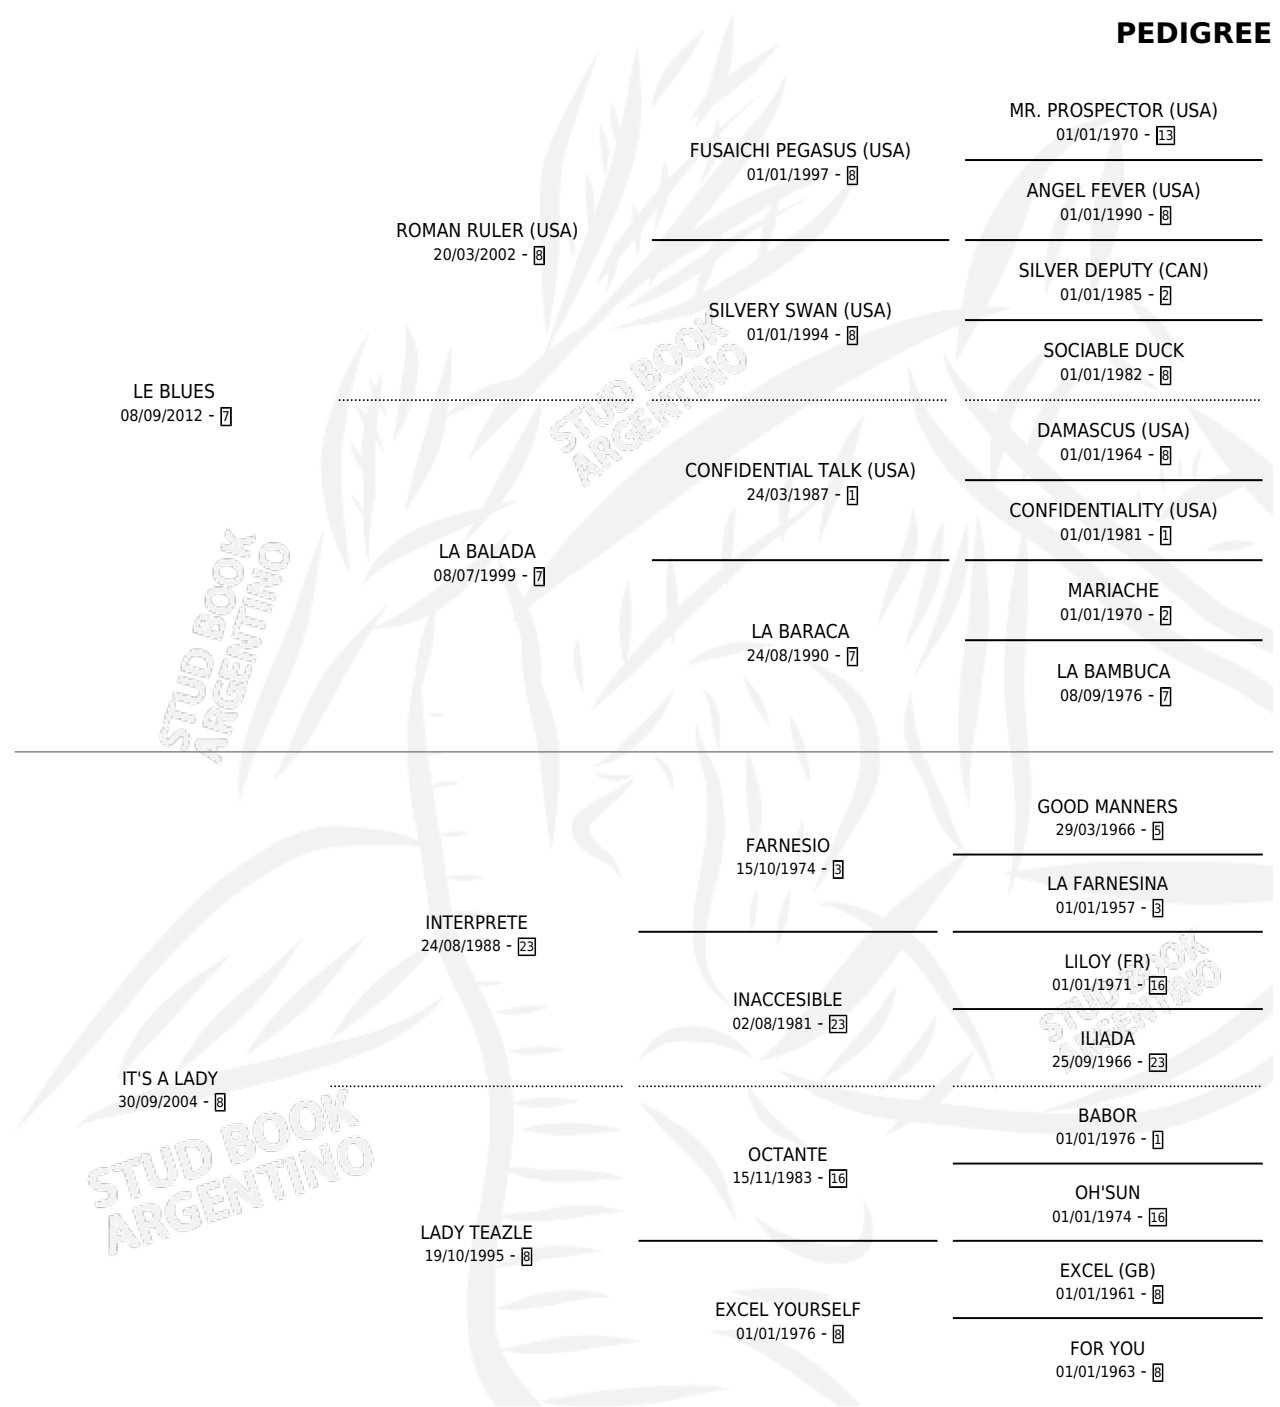 PEDIGREE
MR. PROSPECTOR (USA)
01/01/1970 - 13
FUSAICHI PEGASUS (USA)
01/01/1997 - 8
ANGEL FEVER (USA)
01/01/1990 - 8
ROMAN RULER (USA)
20/03/2002 - 8
SILVER DEPUTY (CAN)
01/01/1985 - 2
SILVERY SWAN (USA)
01/01/1994 - 8
SOCIABLE DUCK
01/01/1982 - 8
LE BLUES
08/09/2012 - 7
DAMASCUS (USA)
01/01/1964 - 8
CONFIDENTIAL TALK (USA)
24/03/1987 - 1
CONFIDENTIALITY (USA)
01/01/1981 - 1
LA BALADA
08/07/1999 - 7
MARIACHE
01/01/1970 - 2
LA BARACA
24/08/1990 - 7
LA BAMBUCA
08/09/1976 - 7
GOOD MANNERS
29/03/1966 - 5
FARNESIO
15/10/1974 - 3
LA FARNESINA
01/01/1957 - 3
INTERPRETE
24/08/1988 - 23
LILOY (FR)
01/01/1971 - 16
INACCESIBLE
02/08/1981 - 23
ILIADA
25/09/1966 - 23
IT'S A LADY
30/09/2004 - 8
BABOR
01/01/1976 - 1
OCTANTE
15/11/1983 - 16
OH'SUN
01/01/1974 - 16
LADY TEAZLE
19/10/1995 - 8
EXCEL (GB)
01/01/1961 - 8
EXCEL YOURSELF
01/01/1976 - 8
FOR YOU
01/01/1963 - 8
STUD BOOK
ARGENTINO
STUD BOOK
ARGENTINO
STUD BOOK
ARGENTINO
STUD BOOK
ARGENTINO